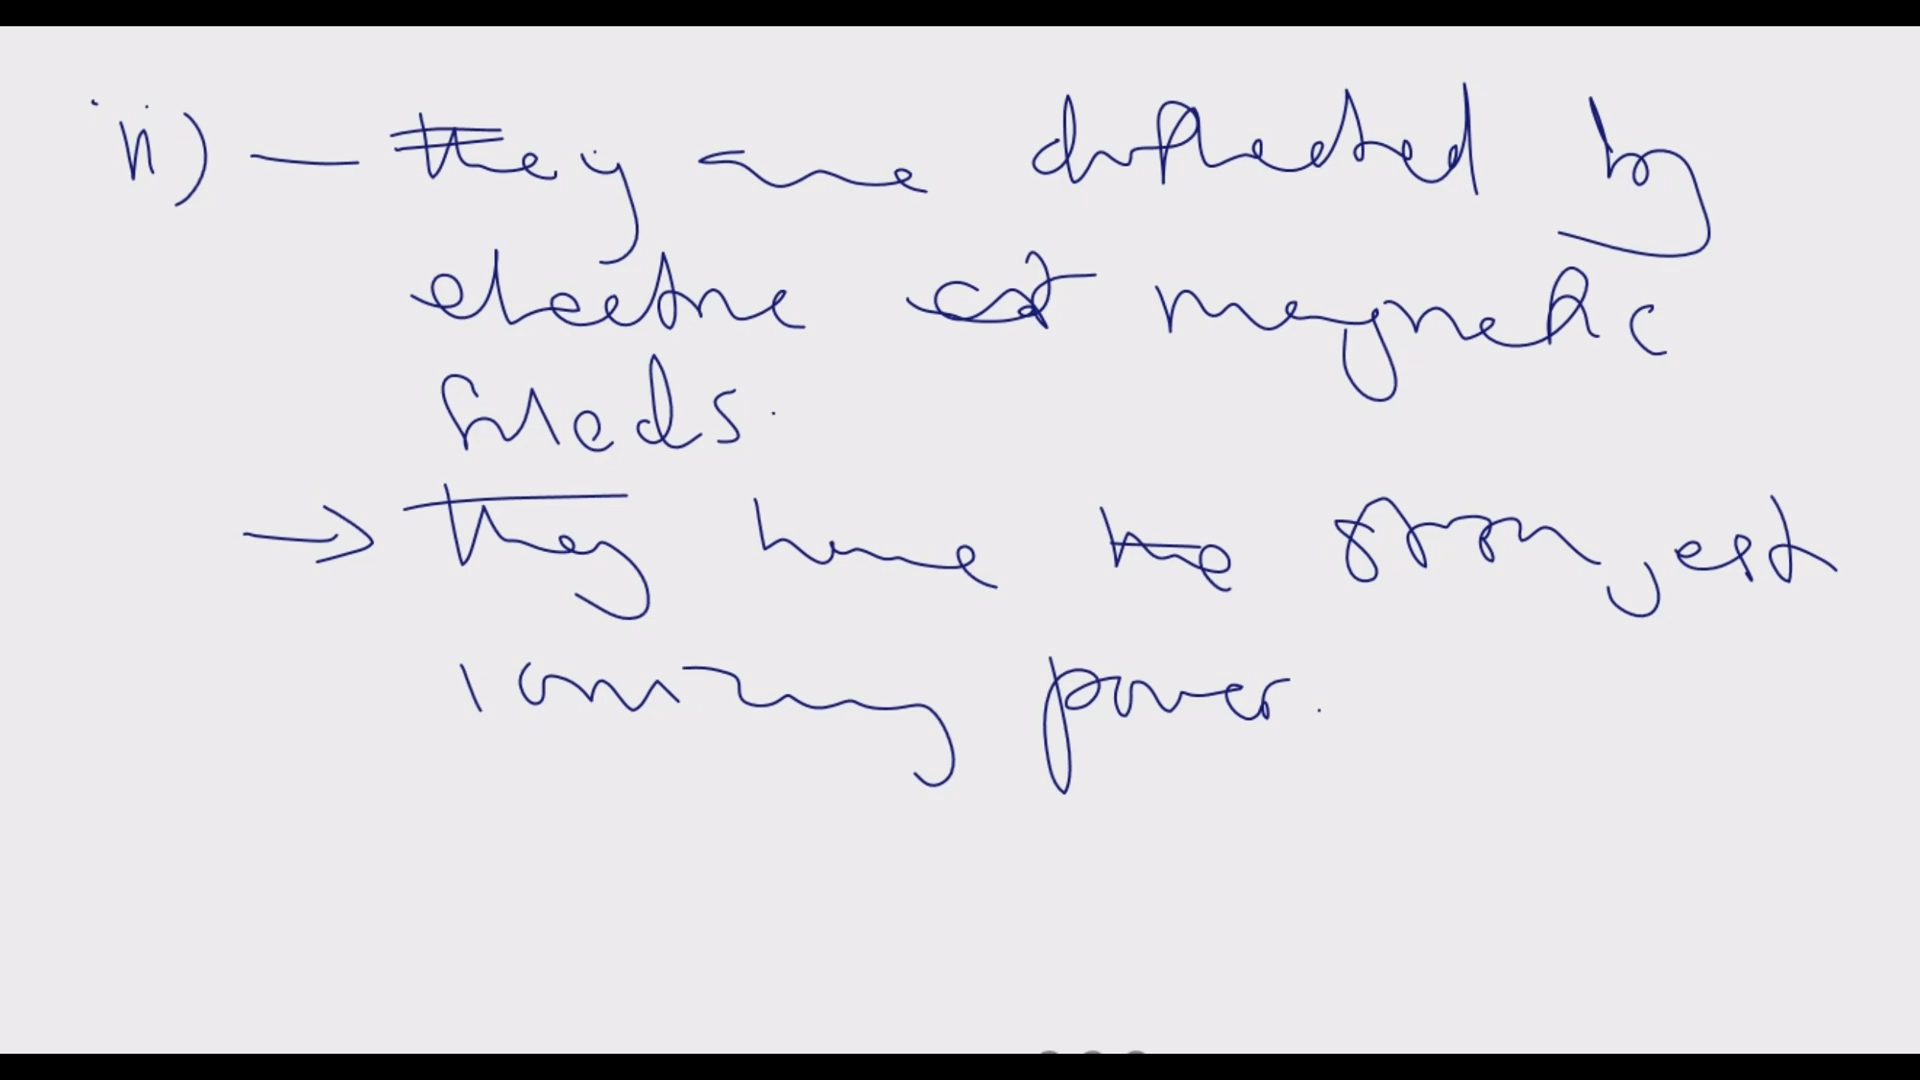 ii) — they are deflected by
electric and magnetic
fields.
→ They have the strongest
ionizing power.